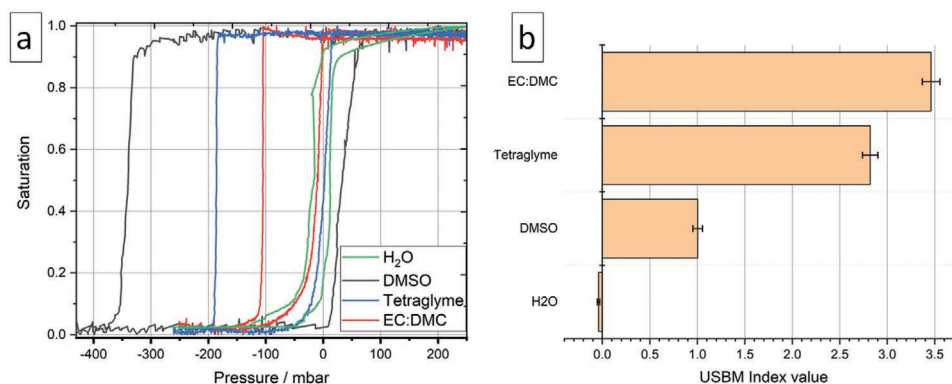 a
1.0
0.8
0.6
0.4
0.2
0.0
Saturation
-400 -300 -200 -100 0 100 200
Pressure / mbar
H₂O
DMSO
Tetraglyme
EC:DMC
b
EC:DMC
Tetraglyme
DMSO
H2O
0.0 0.5 1.0 1.5 2.0 2.5 3.0 3.5
USBM Index value